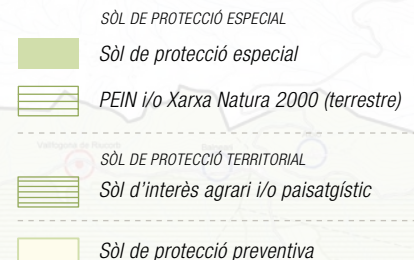 SÒL DE PROTECCIÓ ESPECIAL
Sòl de protecció especial
PEIN i/o Xarxa Natura 2000 (terrestre)
SÒL DE PROTECCIÓ TERRITORIAL
Sòl d'interès agrari i/o paisatgístic
Sòl de protecció preventiva